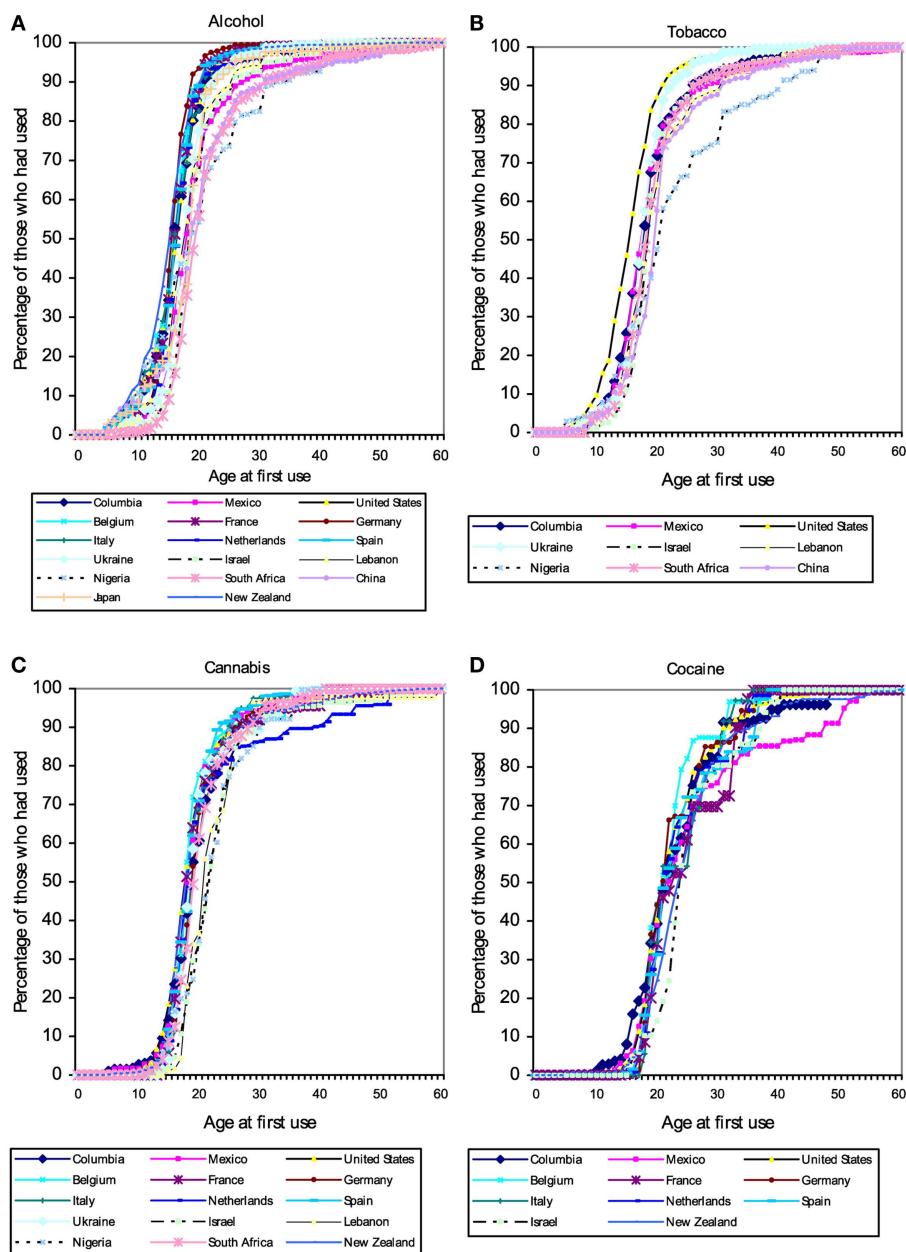 A
Alcohol
Percentage of those who had used
100
90
80
70
60
50
40
30
20
10
0
0 10 20 30 40 50 60
Age at first use
Columbia Mexico United States
Belgium France Germany
Italy Netherlands Spain
Ukraine Israel Lebanon
Nigeria South Africa China
Japan New Zealand
B
Tobacco
Percentage of those who had used
100
90
80
70
60
50
40
30
20
10
0
0 10 20 30 40 50 60
Age at first use
Columbia Mexico United States
Ukraine Israel Lebanon
Nigeria South Africa China
C
Cannabis
Percentage of those who had used
100
90
80
70
60
50
40
30
20
10
0
0 10 20 30 40 50 60
Age at first use
Columbia Mexico United States
Belgium France Germany
Italy Netherlands Spain
Ukraine Israel Lebanon
Nigeria South Africa New Zealand
D
Cocaine
Percentage of those who had used
100
90
80
70
60
50
40
30
20
10
0
0 10 20 30 40 50 60
Age at first use
Columbia Mexico United States
Belgium France Germany
Italy Netherlands Spain
Israel New Zealand